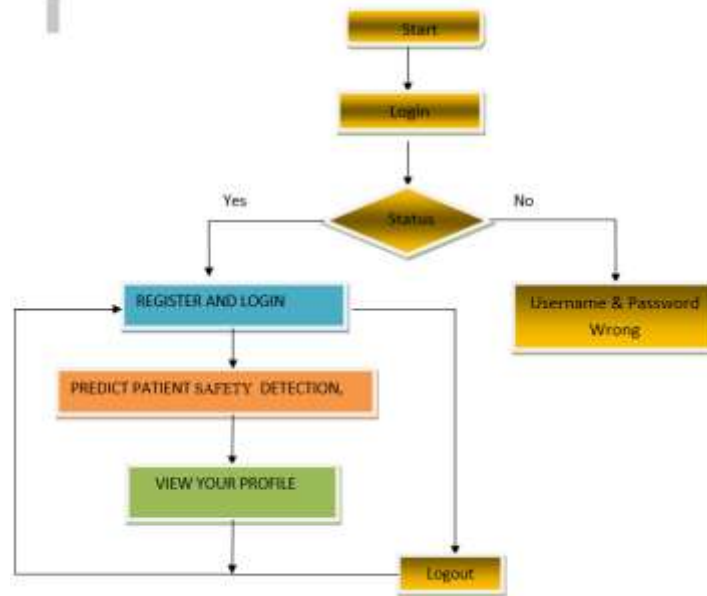 Start
Login
Status
Yes
No
REGISTER AND LOGIN
Username & Password
Wrong
PREDICT PATIENT SAFETY DETECTION,
VIEW YOUR PROFILE
Logout